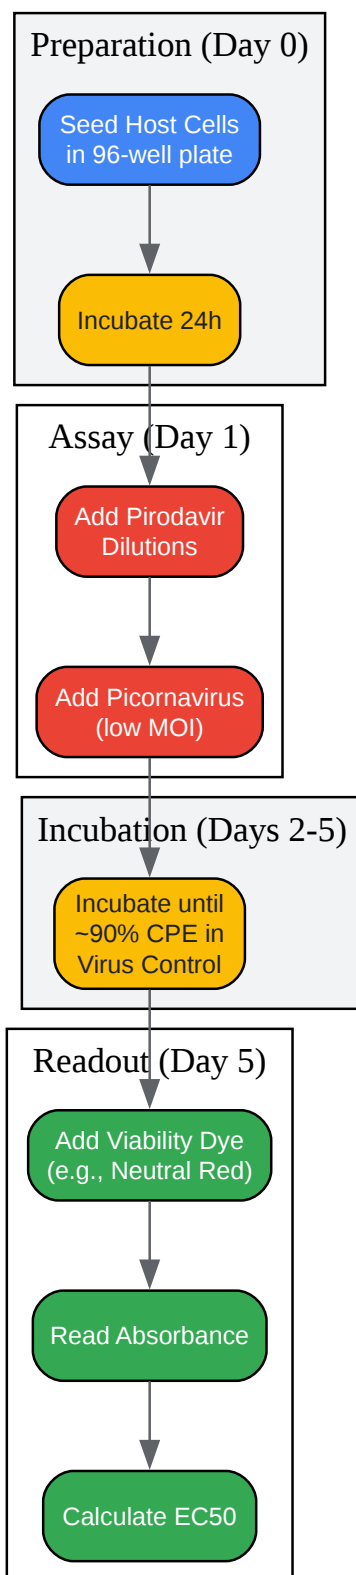 Preparation (Day 0)
Seed Host Cells
in 96-well plate
Incubate 24h
Assay (Day 1)
Add Pirodavir
Dilutions
Add Picornavirus
(low MOI)
Incubation (Days 2-5)
Incubate until
~90% CPE in
Virus Control
Readout (Day 5)
Add Viability Dye
(e.g., Neutral Red)
Read Absorbance
Calculate EC50